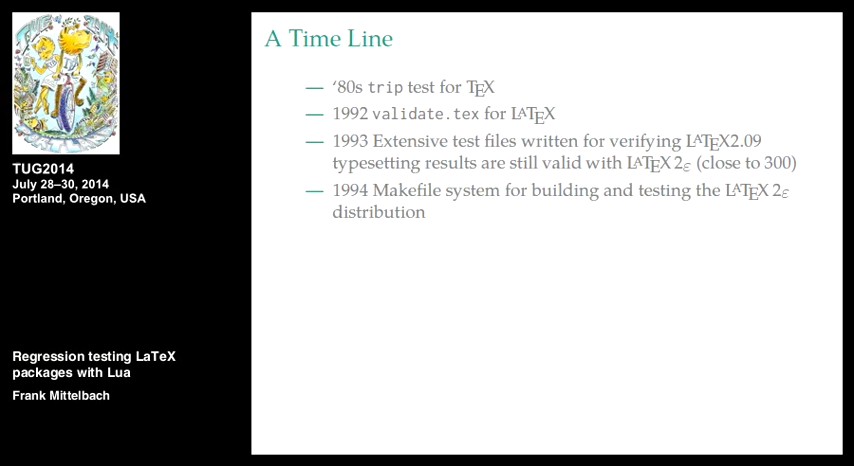 A Time Line
— ‘80s trip test for TEX
— 1992 validate.tex for LATEX
— 1993 Extensive test files written for verifying LATEX2.09
typesetting results are still valid with LATEX 2ε (close to 300)
— 1994 Makefile system for building and testing the LATEX 2ε
distribution
TUG2014
July 28–30, 2014
Portland, Oregon, USA
Regression testing LaTeX
packages with Lua
Frank Mittelbach